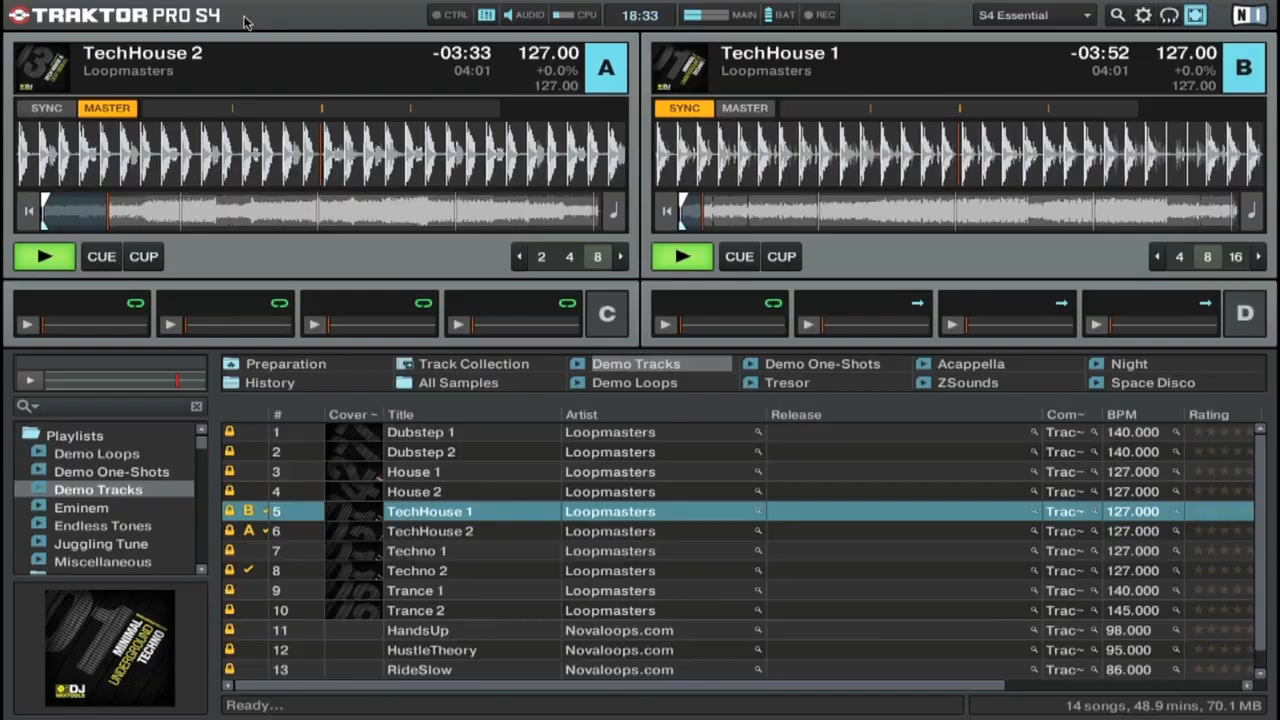 TRAKTOR PRO S4 CTRL AUDIO CPU 18:33 MAIN BAT REC S4 Essential NI
TechHouse 2 -03:33 127.00 A
Loopmasters 04:01 +0.0%
127.00
SYNC MASTER
CUE CUP 2 4 8
TechHouse 1 -03:52 127.00 B
Loopmasters 04:01 +0.0%
127.00
SYNC MASTER
CUE CUP 4 8 16
C
D
Preparation Track Collection Demo Tracks Demo One-Shots Acappella Night
History All Samples Demo Loops Tresor ZSounds Space Disco
Playlists
Demo Loops
Demo One-Shots
Demo Tracks
Eminem
Endless Tones
Juggling Tune
Miscellaneous
# Cover~ Title Artist Release Com~ BPM Rating
1 Dubstep 1 Loopmasters Trac~ 140.000
2 Dubstep 2 Loopmasters Trac~ 140.000
3 House 1 Loopmasters Trac~ 127.000
4 House 2 Loopmasters Trac~ 127.000
B 5 TechHouse 1 Loopmasters Trac~ 127.000
A 6 TechHouse 2 Loopmasters Trac~ 127.000
7 Techno 1 Loopmasters Trac~ 127.000
8 Techno 2 Loopmasters Trac~ 127.000
9 Trance 1 Loopmasters Trac~ 140.000
10 Trance 2 Loopmasters Trac~ 145.000
11 HandsUp Novaloops.com Trac~ 98.000
12 HustleTheory Novaloops.com Trac~ 95.000
13 RideSlow Novaloops.com Trac~ 86.000
01
MINIMAL
UNDERGROUND
TECHNO
DJ
MIXTOOLS
Ready... 14 songs, 48.9 mins, 70.1 MB